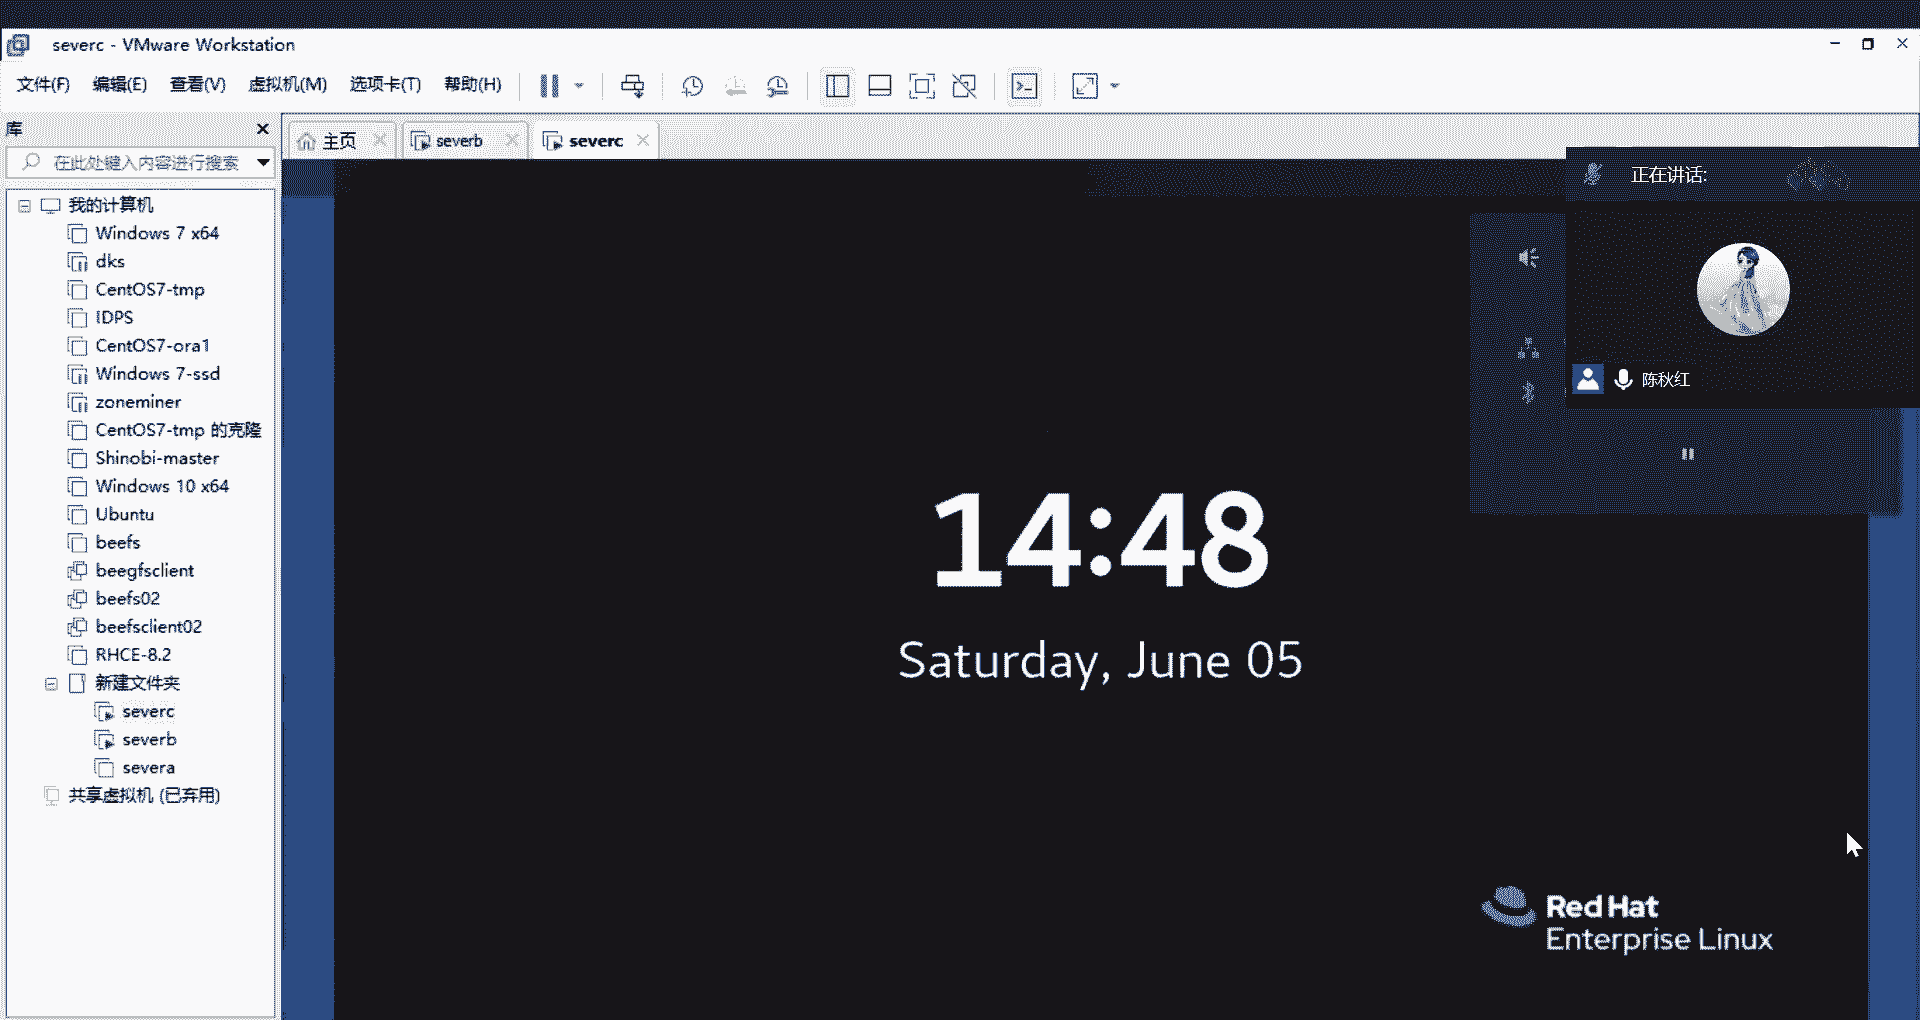 severc - VMware Workstation
文件(F) 编辑(E) 查看(V) 虚拟机(M) 选项卡(T) 帮助(H)
库
在此处键入内容进行搜索
主页 severb severc
我的计算机
Windows 7 x64
dks
CentOS7-tmp
IDPS
CentOS7-ora1
Windows 7-ssd
zoneminer
CentOS7-tmp 的克隆
Shinobi-master
Windows 10 x64
Ubuntu
beefs
beegfsclient
beefs02
beefsclient02
RHCE-8.2
新建文件夹
severc
severb
severa
共享虚拟机 (已弃用)
正在讲话:
陈秋红
14:48
Saturday, June 05
Red Hat
Enterprise Linux